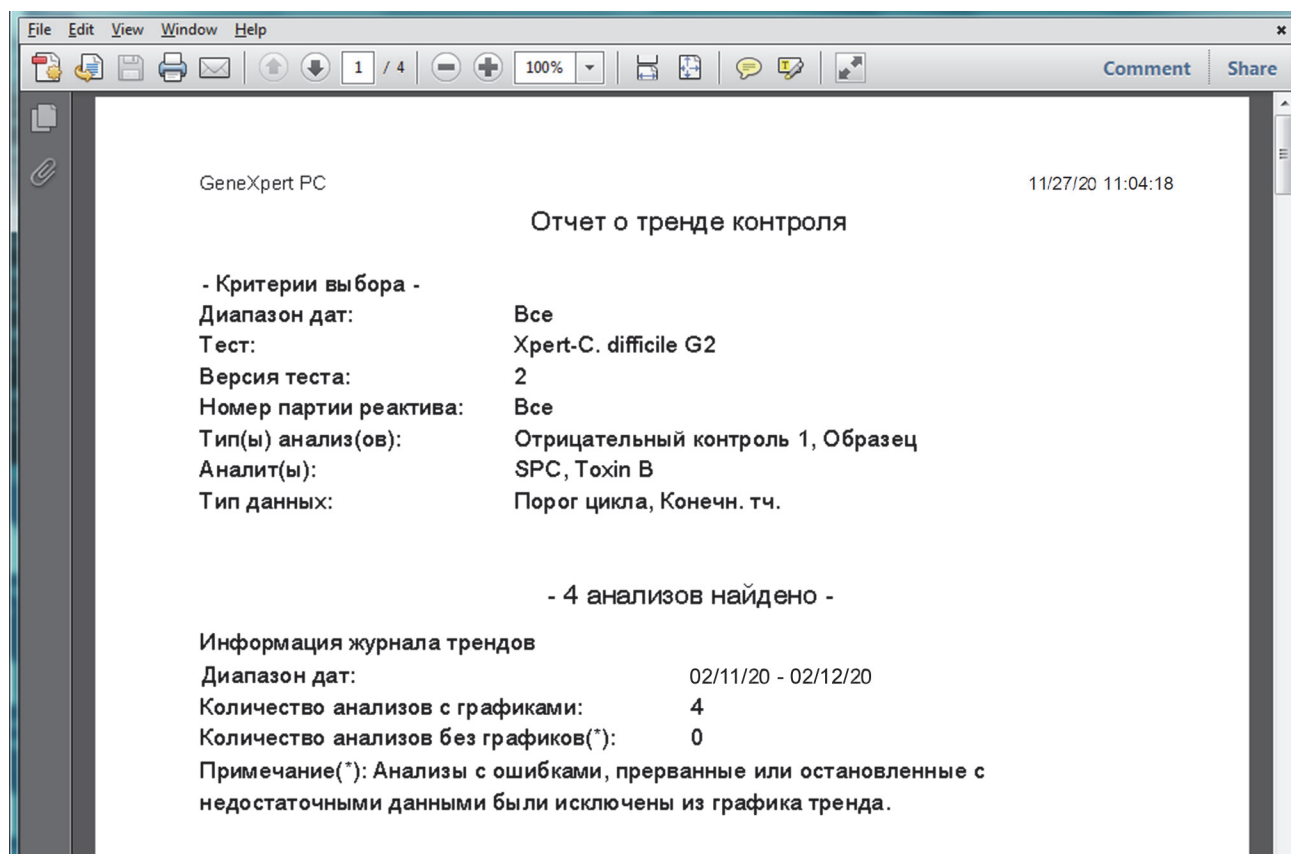 File Edit View Window Help
1 / 4 100% Comment Share
GeneXpert PC 11/27/20 11:04:18
Отчет о тренде контроля
- Критерии выбора -
Диапазон дат: Все
Тест: Xpert-C. difficile G2
Версия теста: 2
Номер партии реактива: Все
Тип(ы) анализ(ов): Отрицательный контроль 1, Образец
Аналит(ы): SPC, Toxin B
Тип данных: Порог цикла, Конечн. тч.
- 4 анализов найдено -
Информация журнала трендов
Диапазон дат: 02/11/20 - 02/12/20
Количество анализов с графиками: 4
Количество анализов без графиков(*): 0
Примечание(*): Анализы с ошибками, прерванные или остановленные с
недостаточными данными были исключены из графика тренда.